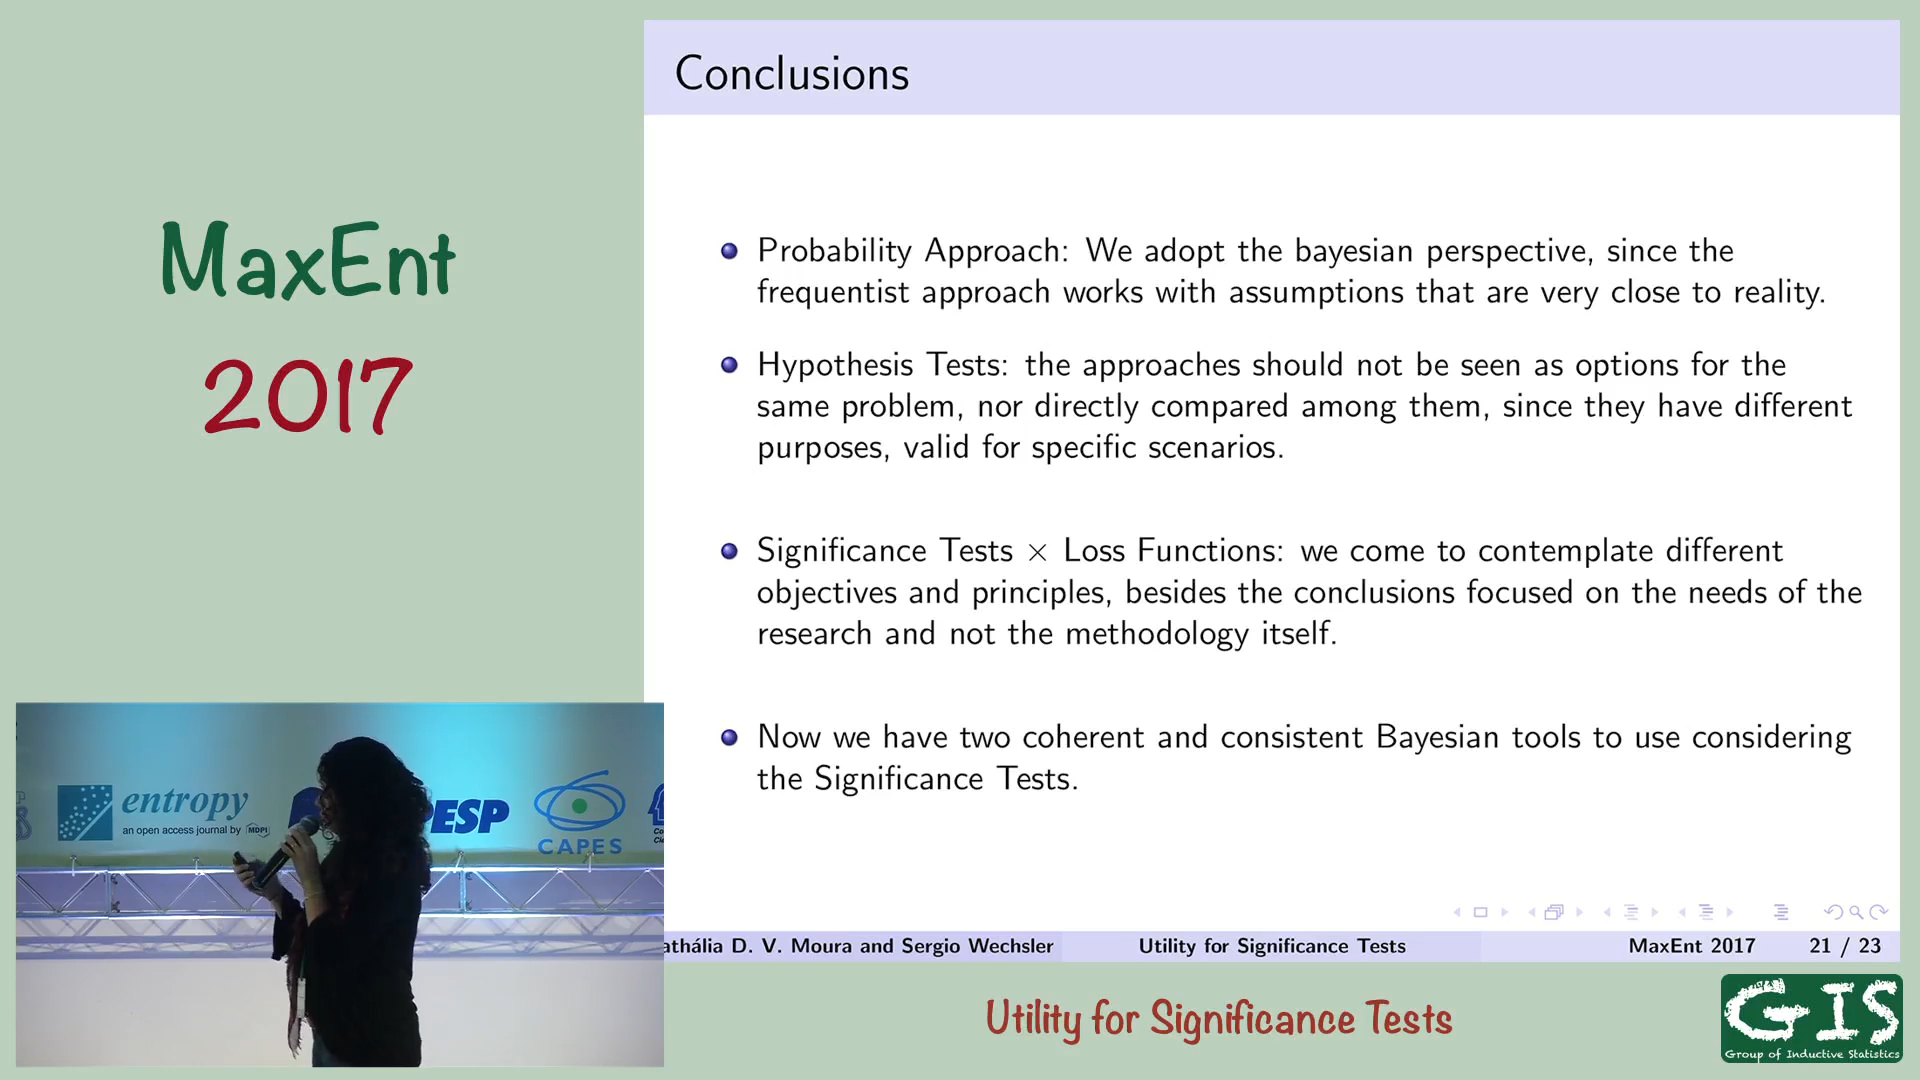 MaxEnt
2017
Conclusions
Probability Approach: We adopt the bayesian perspective, since the
frequentist approach works with assumptions that are very close to reality.
Hypothesis Tests: the approaches should not be seen as options for the
same problem, nor directly compared among them, since they have different
purposes, valid for specific scenarios.
Significance Tests × Loss Functions: we come to contemplate different
objectives and principles, besides the conclusions focused on the needs of the
research and not the methodology itself.
Now we have two coherent and consistent Bayesian tools to use considering
the Significance Tests.
entropy
an open access journal by MDPI
PESP
CAPES
athália D. V. Moura and Sergio Wechsler
Utility for Significance Tests
MaxEnt 2017
21 / 23
Utility for Significance Tests
GIS
Group of Inductive Statistics